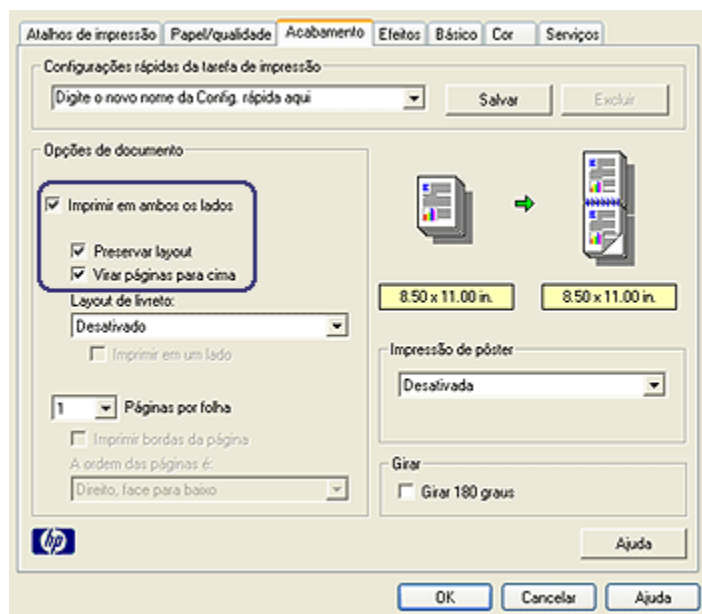 Atalhos de impressão Papel/qualidade Acabamento Efeitos Básico Cor Serviços
Configurações rápidas da tarefa de impressão
Digite o novo nome da Config. rápida aqui Salvar Excluir
Opções de documento
Imprimir em ambos os lados
Preservar layout
Virar páginas para cima
Layout de livreto:
Desativado
Imprimir em um lado
1 Páginas por folha
Imprimir bordas da página
A ordem das páginas é:
Direito, face para baixo
8.50 x 11.00 in. 8.50 x 11.00 in.
Impressão de pôster
Desativada
Girar
Girar 180 graus
hp Ajuda
OK Cancelar Ajuda